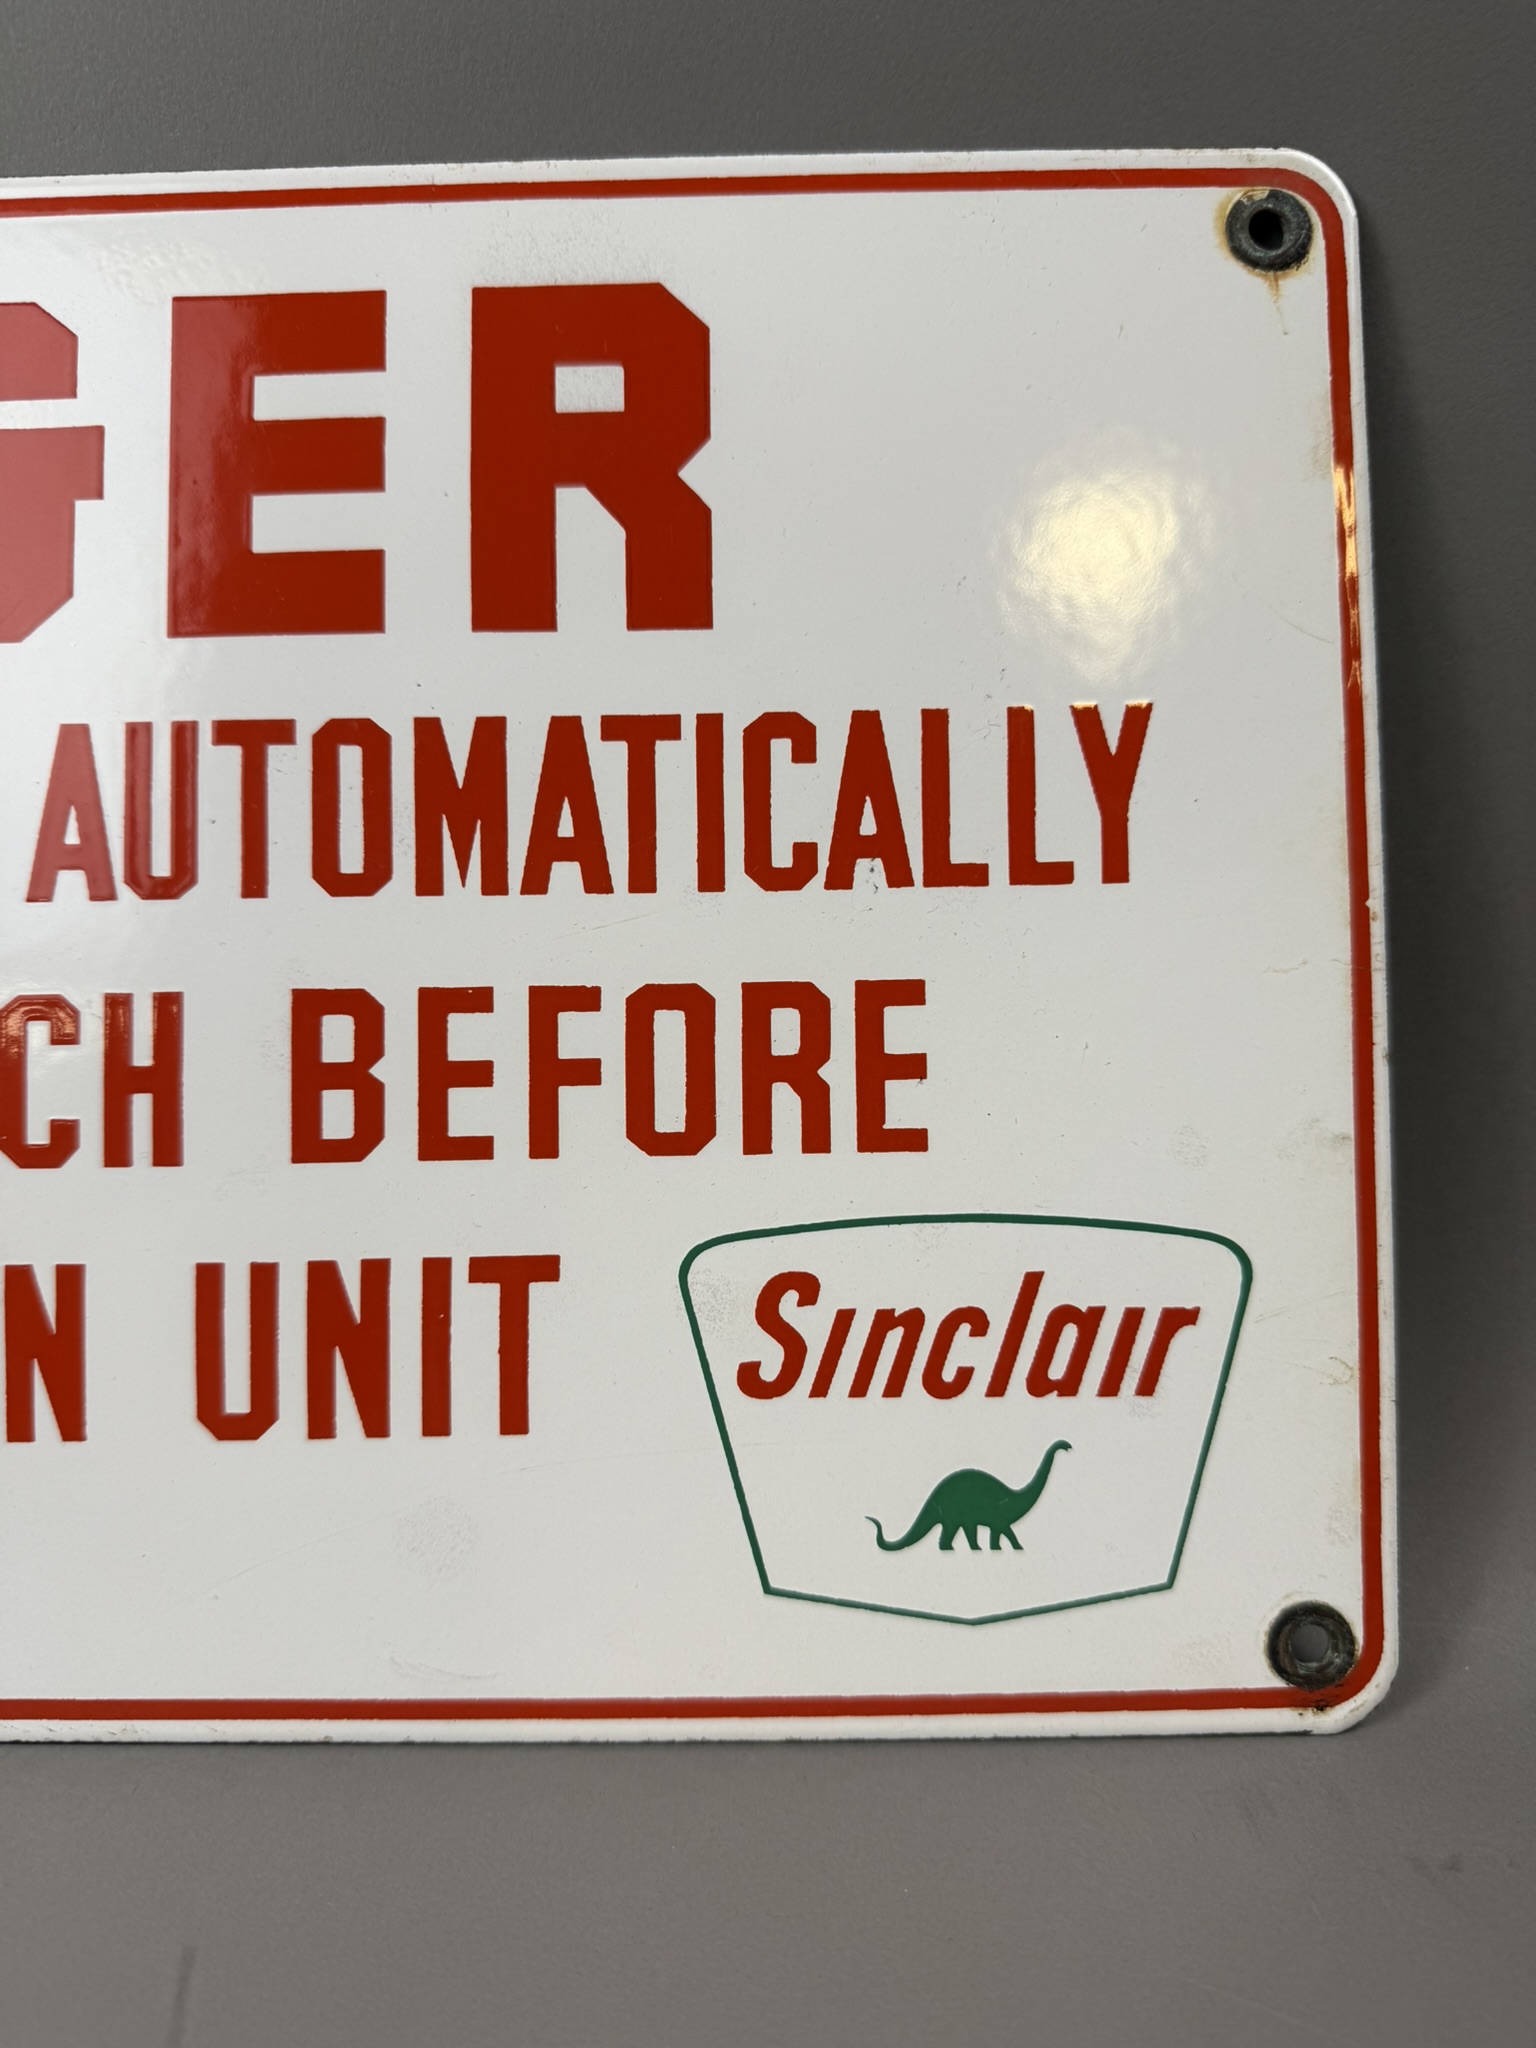 GER
AUTOMATICALLY
CH BEFORE
N UNIT
Sinclair